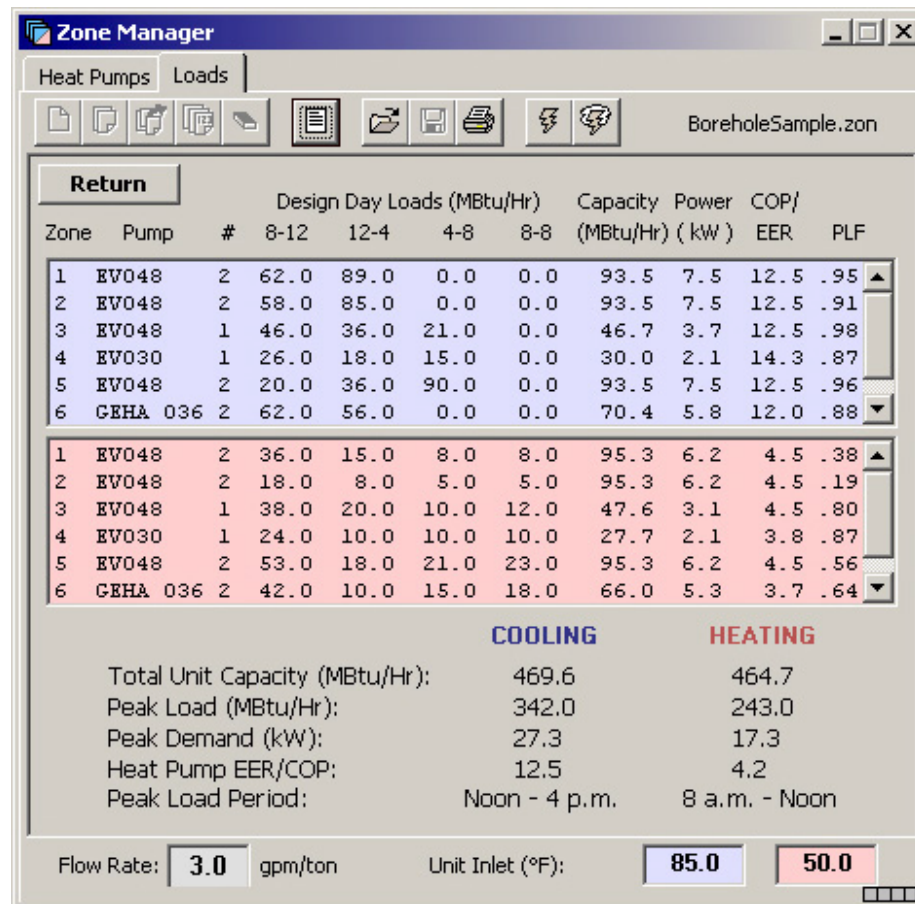 Zone Manager
Heat Pumps Loads
BoreholeSample.zon
Return
Design Day Loads (MBtu/Hr) Capacity Power COP/
Zone Pump # 8-12 12-4 4-8 8-8 (MBtu/Hr) ( kW ) EER PLF
1 EV048 2 62.0 89.0 0.0 0.0 93.5 7.5 12.5 .95
2 EV048 2 58.0 85.0 0.0 0.0 93.5 7.5 12.5 .91
3 EV048 1 46.0 36.0 21.0 0.0 46.7 3.7 12.5 .98
4 EV030 1 26.0 18.0 15.0 0.0 30.0 2.1 14.3 .87
5 EV048 2 20.0 36.0 90.0 0.0 93.5 7.5 12.5 .96
6 GEHA 036 2 62.0 56.0 0.0 0.0 70.4 5.8 12.0 .88
1 EV048 2 36.0 15.0 8.0 8.0 95.3 6.2 4.5 .38
2 EV048 2 18.0 8.0 5.0 5.0 95.3 6.2 4.5 .19
3 EV048 1 38.0 20.0 10.0 12.0 47.6 3.1 4.5 .80
4 EV030 1 24.0 10.0 10.0 10.0 27.7 2.1 3.8 .87
5 EV048 2 53.0 18.0 21.0 23.0 95.3 6.2 4.5 .56
6 GEHA 036 2 42.0 10.0 15.0 18.0 66.0 5.3 3.7 .64
COOLING HEATING
Total Unit Capacity (MBtu/Hr): 469.6 464.7
Peak Load (MBtu/Hr): 342.0 243.0
Peak Demand (kW): 27.3 17.3
Heat Pump EER/COP: 12.5 4.2
Peak Load Period: Noon - 4 p.m. 8 a.m. - Noon
Flow Rate: 3.0 gpm/ton Unit Inlet (°F): 85.0 50.0